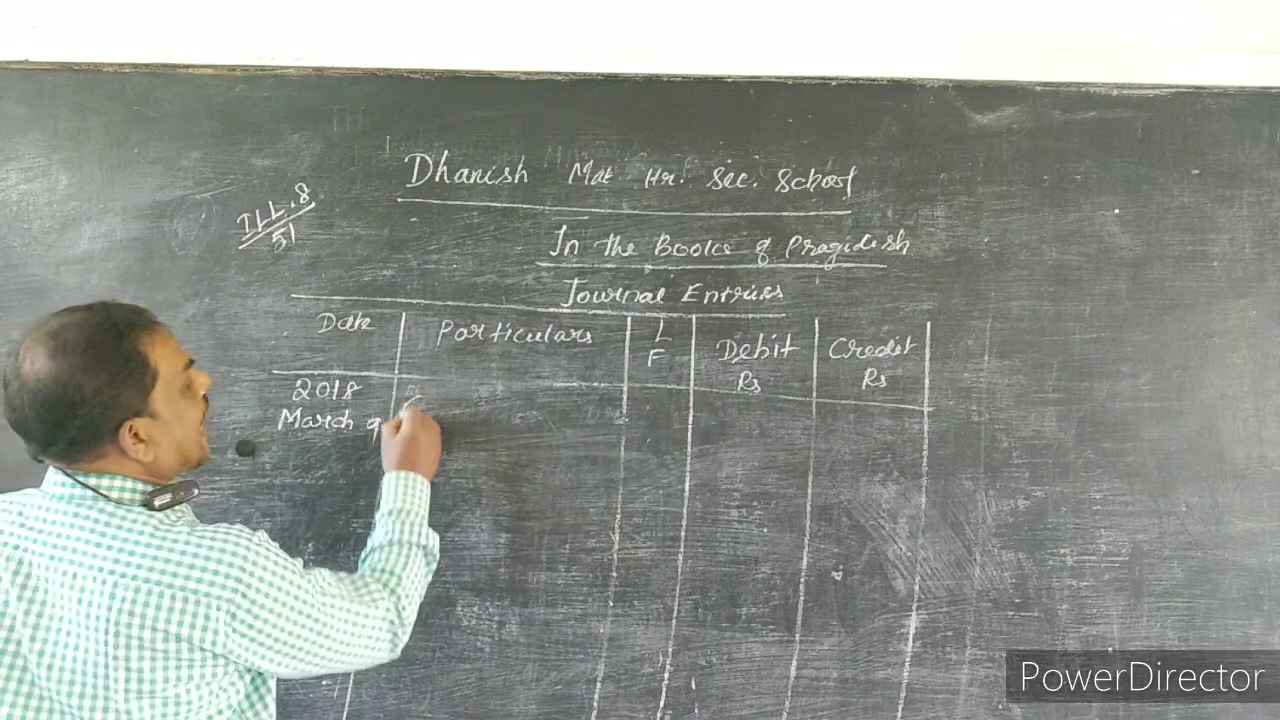 Dhanish Mat Hr. Sec. School
ILL. 8
51
In the Books of Pragidesh
Journal Entries
Date Particulars L F Debit Rs Credit Rs
2018
March
PowerDirector